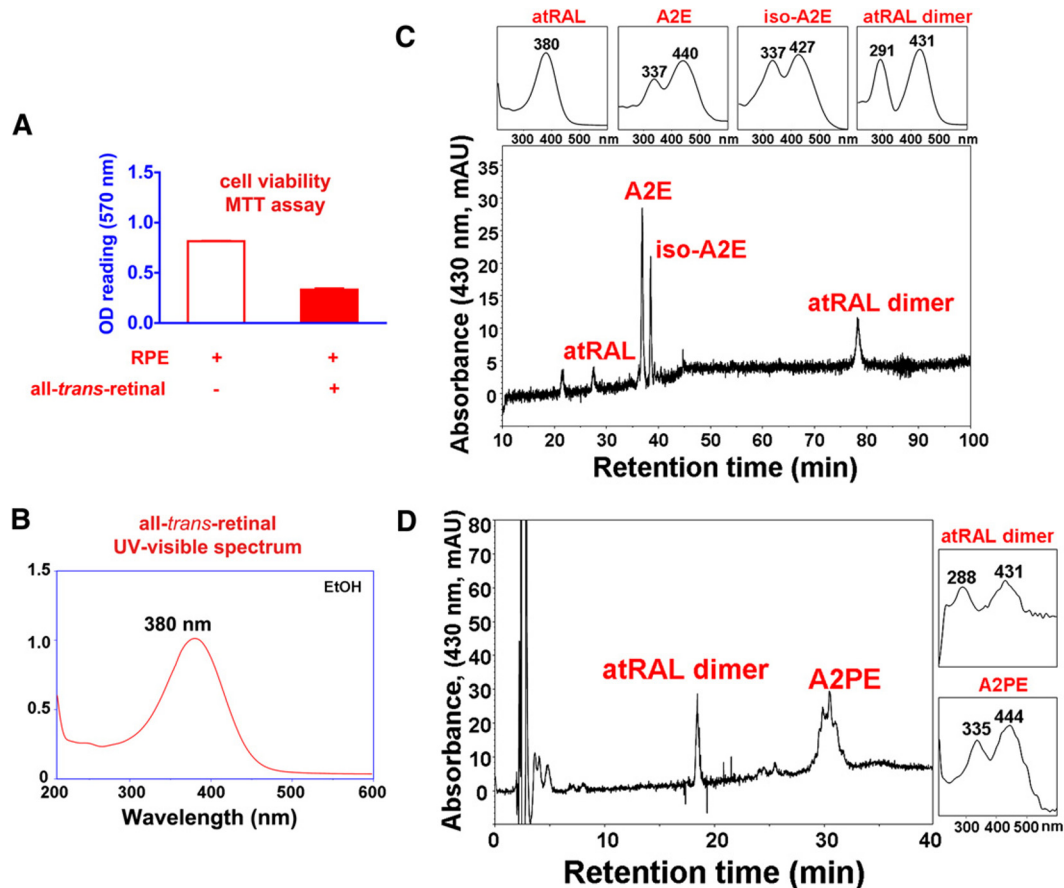 A
cell viability
MTT assay
OD reading (570 nm)
1.5
1.0
0.5
0.0
RPE + +
all-trans-retinal - +
B
all-trans-retinal
UV-visible spectrum
EtOH
380 nm
1.5
1.0
0.5
0
200 300 400 500 600
Wavelength (nm)
C
atRAL A2E iso-A2E atRAL dimer
380
337 440
337 427
291 431
300 400 500 nm 300 400 500 nm 300 400 500 nm 300 400 500 nm
Absorbance (430 nm, mAU)
35
30
25
20
15
10
5
0
A2E
iso-A2E
atRAL
atRAL dimer
10 20 30 40 50 60 70 80 90 100
Retention time (min)
D
Absorbance, (430 nm, mAU)
80
70
60
50
40
30
20
10
0
atRAL dimer
A2PE
0 10 20 30 40
Retention time (min)
atRAL dimer
288 431
A2PE
335 444
300 400 500 nm